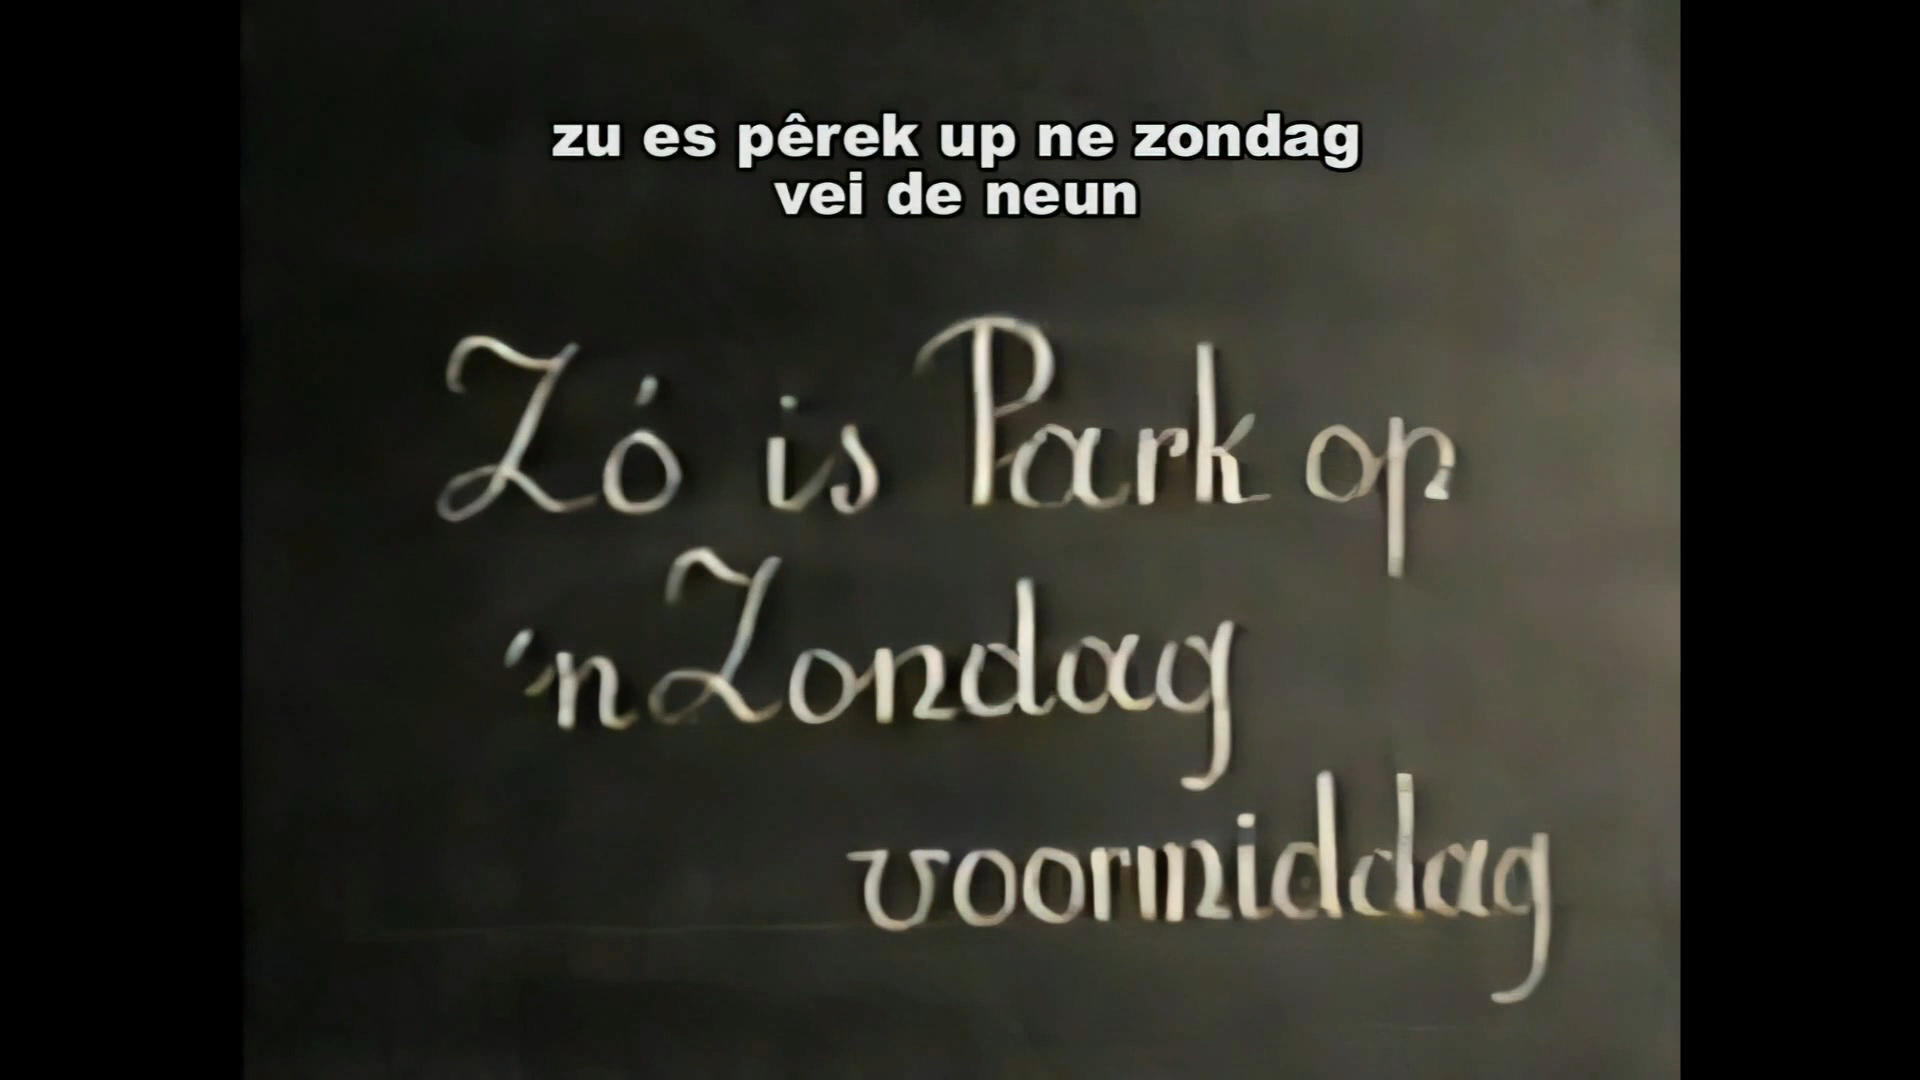 zu es pêrek up ne zondag
vei de neun
Zó is Park op
'n Zondag
voormiddag